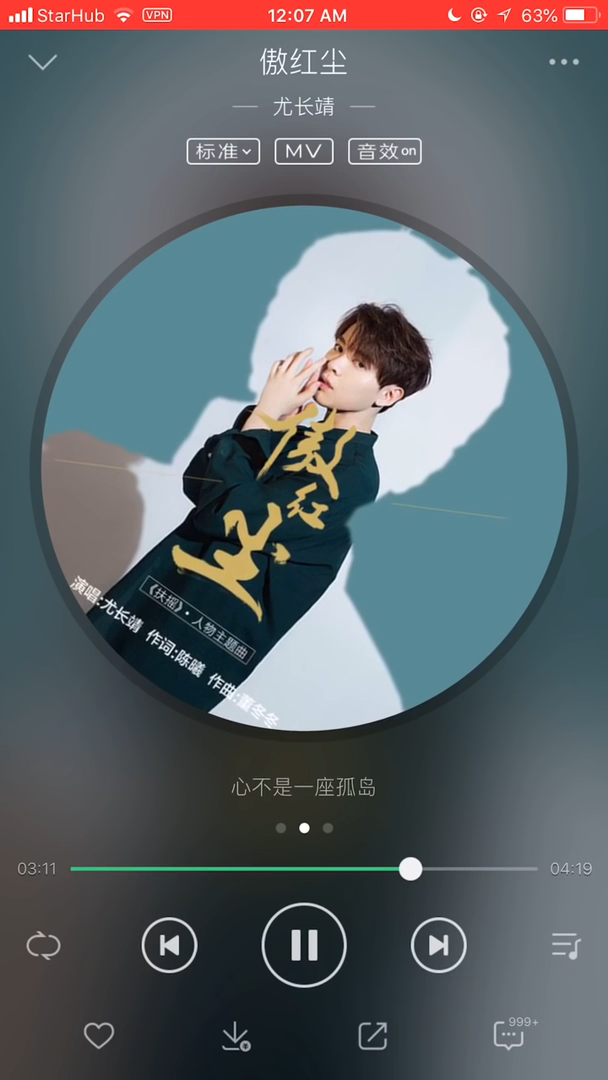 StarHub VPN 12:07 AM 63%
傲红尘
尤长靖
标准 MV 音效on
傲红尘
《扶摇》·人物主题曲
演唱:尤长靖 作词:陈曦 作曲:董冬冬
心不是一座孤岛
03:11 04:19
999+